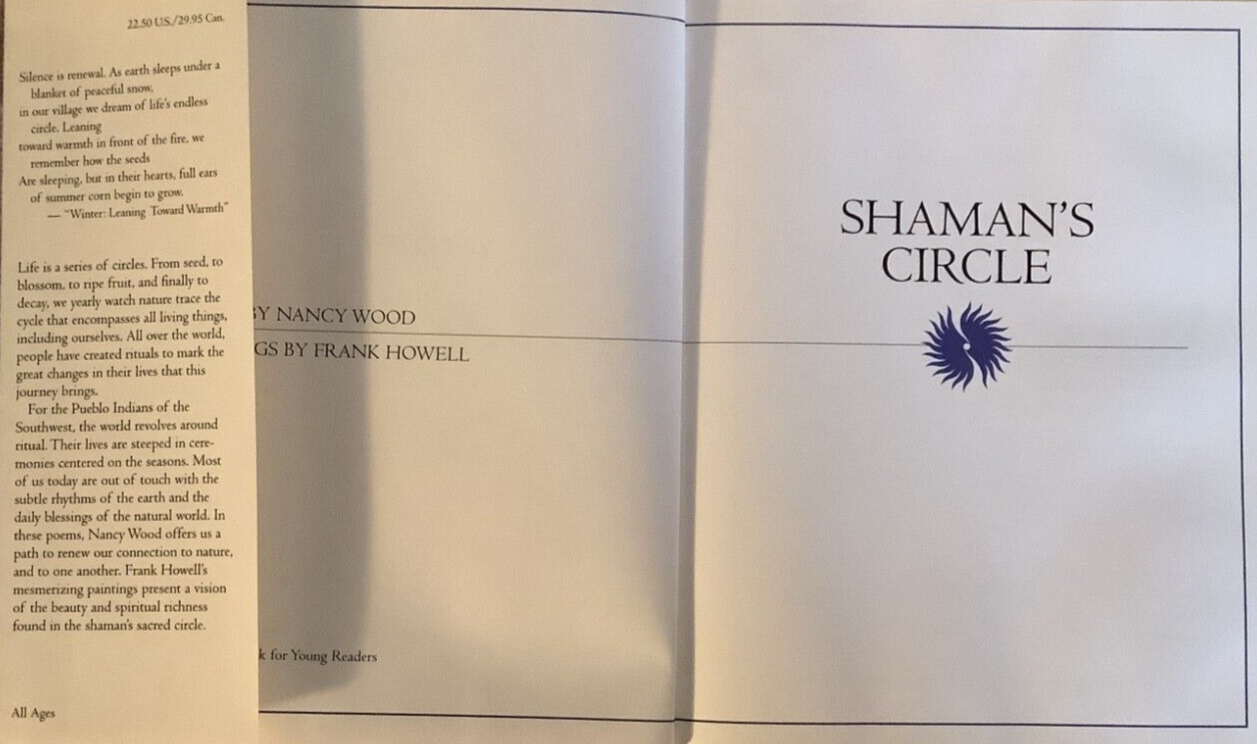 22.50 U.S./29.95 Can.
Silence is renewal. As earth sleeps under a
blanket of peaceful snow,
in our village we dream of life's endless
circle. Leaning
toward warmth in front of the fire, we
remember how the seeds
Are sleeping, but in their hearts, full ears
of summer corn begin to grow.
— "Winter: Leaning Toward Warmth"
Life is a series of circles. From seed, to
blossom, to ripe fruit, and finally to
decay, we yearly watch nature trace the
cycle that encompasses all living things,
including ourselves. All over the world,
people have created rituals to mark the
great changes in their lives that this
journey brings.
For the Pueblo Indians of the
Southwest, the world revolves around
ritual. Their lives are steeped in cere-
monies centered on the seasons. Most
of us today are out of touch with the
subtle rhythms of the earth and the
daily blessings of the natural world. In
these poems, Nancy Wood offers us a
path to renew our connection to nature,
and to one another. Frank Howell's
mesmerizing paintings present a vision
of the beauty and spiritual richness
found in the shaman's sacred circle.
All Ages
BY NANCY WOOD
GS BY FRANK HOWELL
k for Young Readers
SHAMAN'S
CIRCLE